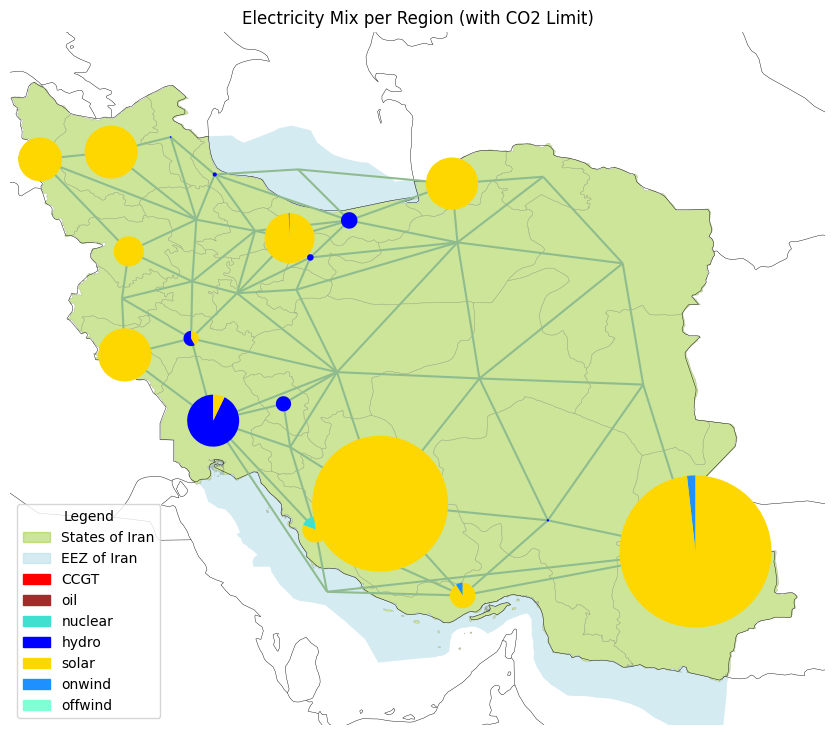 Electricity Mix per Region (with CO2 Limit)
Legend
States of Iran
EEZ of Iran
CCGT
oil
nuclear
hydro
solar
onwind
offwind